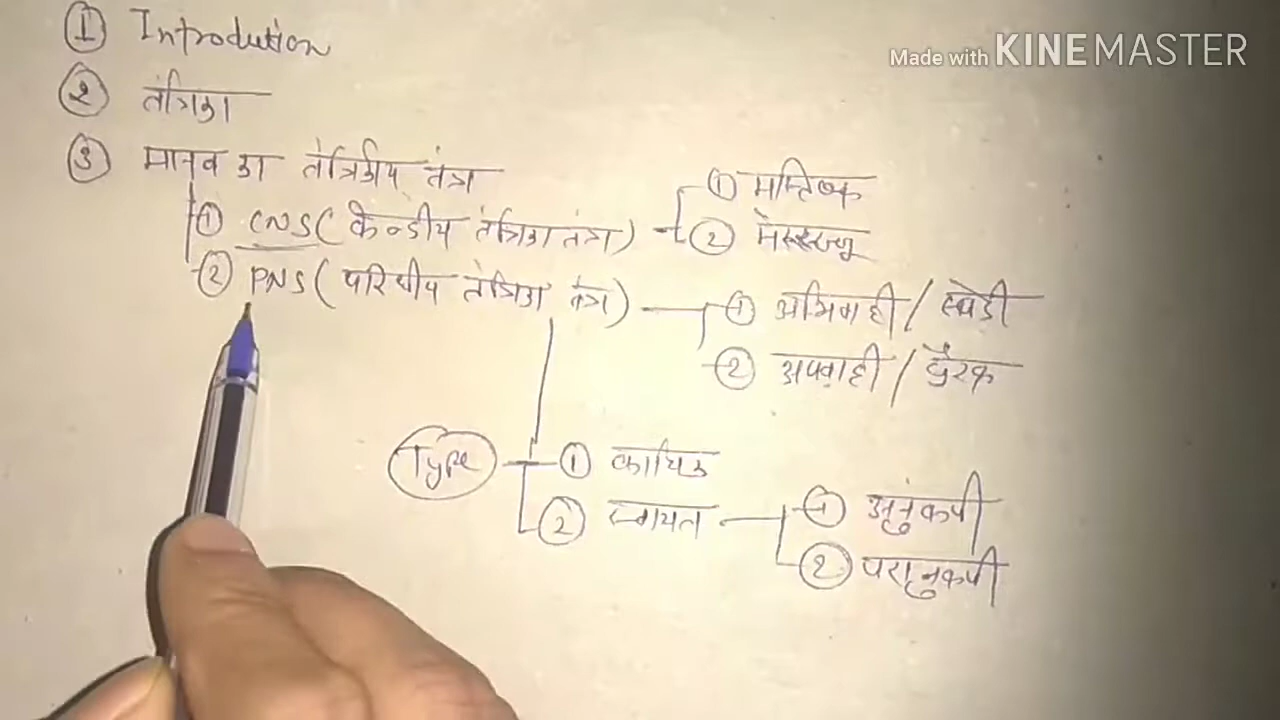 ① Introdution
Made with KINEMASTER
② तंत्रिका
③ मानव का तंत्रिकीय तंत्र
① CNS ( केन्द्रीय तंत्रिका तंत्र )
① मस्तिष्क
② मेरूरज्जू
② PNS ( परिधीय तंत्रिका तंत्र )
① अभिवाही / संवेदी
② अपवाही / प्रेरक
Type
① कायिक
② स्वायत
① अनुकंपी
② परानुकंपी